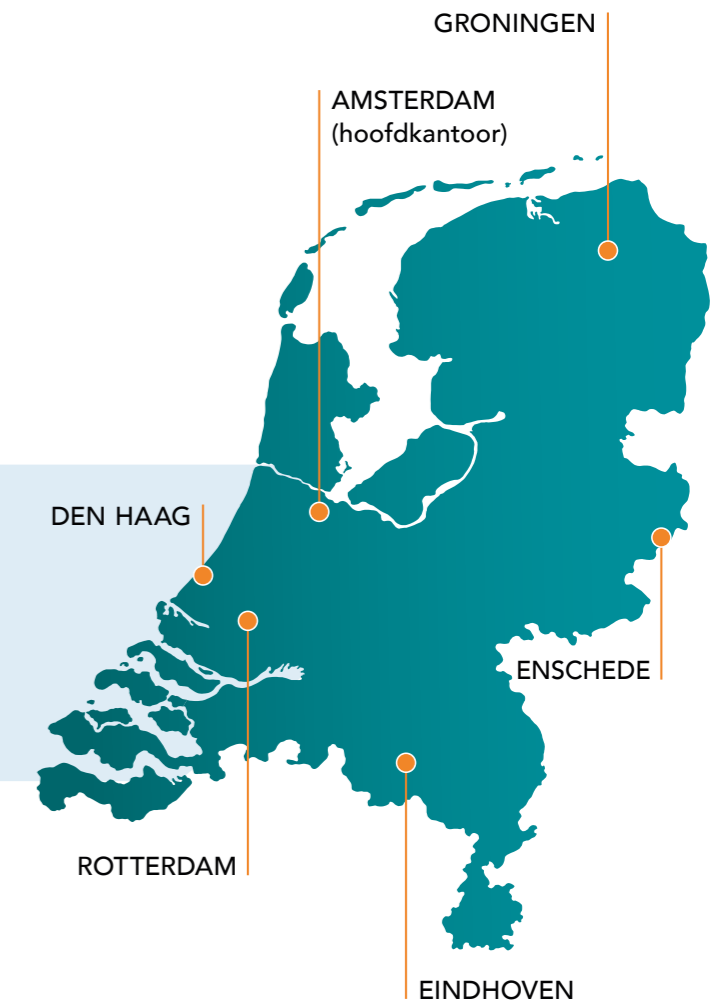 GRONINGEN
AMSTERDAM
(hoofdkantoor)
DEN HAAG
ENSCHEDE
ROTTERDAM
EINDHOVEN